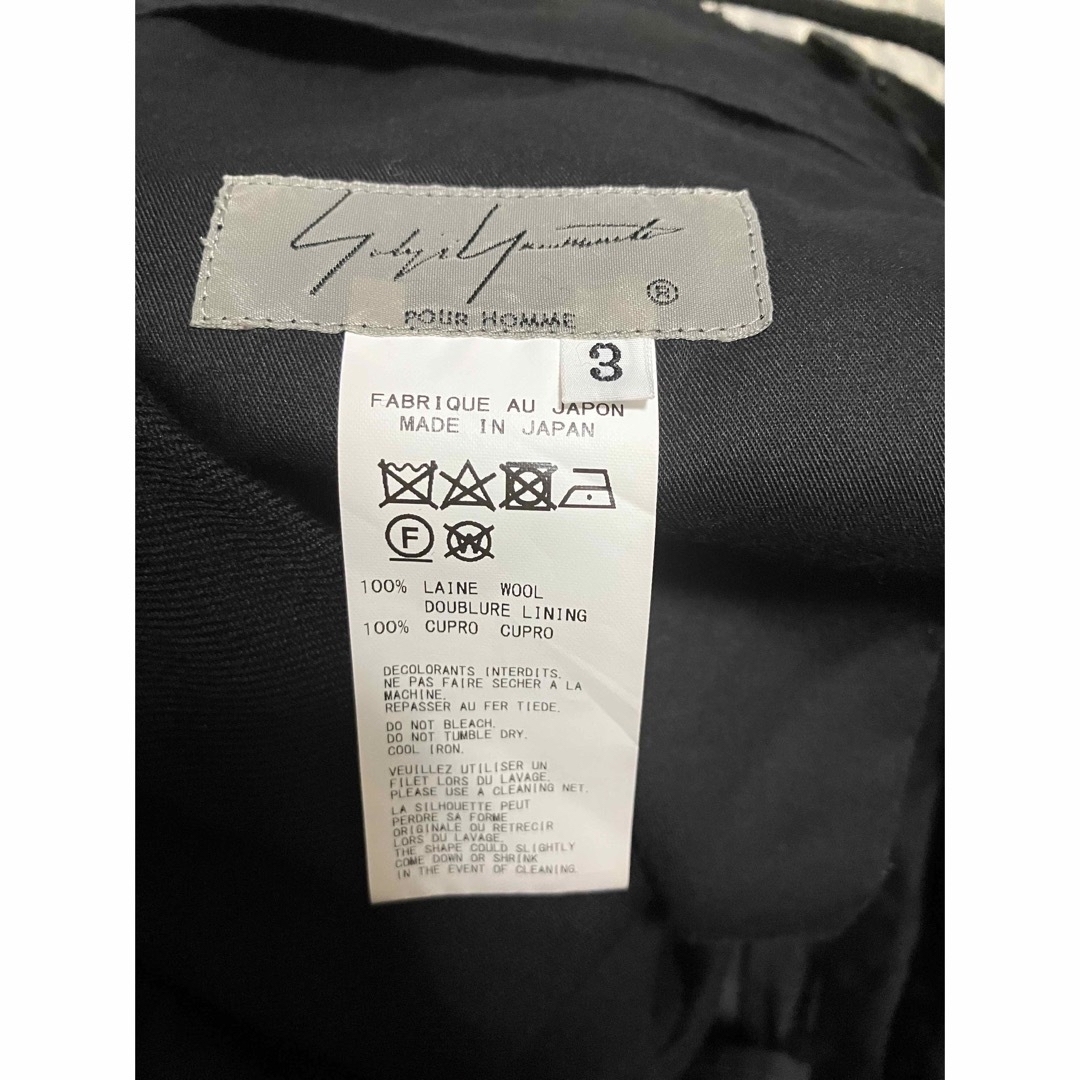 Yohji Yamamoto
®
POUR HOMME
3
FABRIQUE AU JAPON
MADE IN JAPAN
F
W
100% LAINE WOOL
DOUBLURE LINING
100% CUPRO CUPRO
DECOLORANTS INTERDITS.
NE PAS FAIRE SECHER A LA
MACHINE.
REPASSER AU FER TIEDE.
DO NOT BLEACH.
DO NOT TUMBLE DRY.
COOL IRON.
VEUILLEZ UTILISER UN
FILET LORS DU LAVAGE.
PLEASE USE A CLEANING NET.
LA SILHOUETTE PEUT
PERDRE SA FORME
ORIGINALE OU RETRECIR
LORS DU LAVAGE.
THE SHAPE COULD SLIGHTLY
COME DOWN OR SHRINK
IN THE EVENT OF CLEANING.